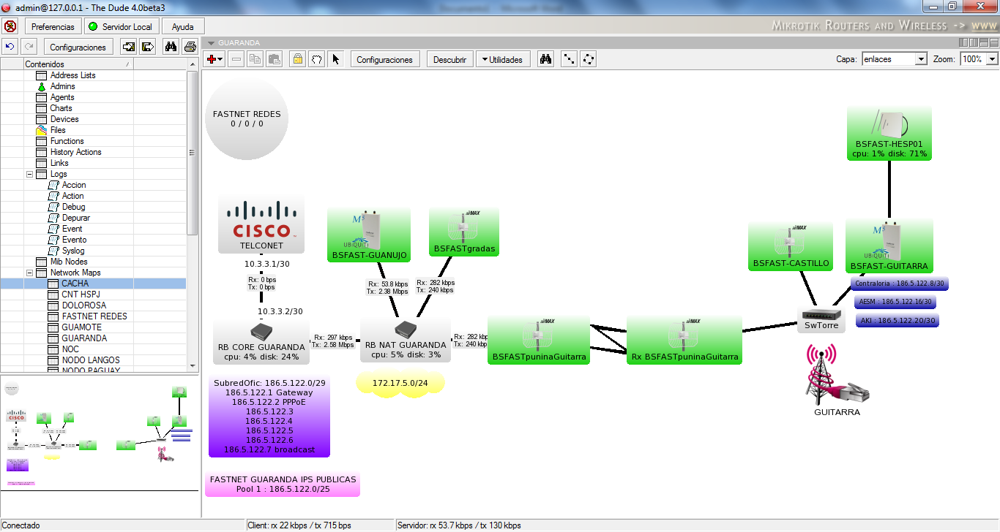 admin@127.0.0.1 - The Dude 4.0beta3
Preferencias
Servidor Local
Ayuda
MIKROTIK ROUTERS AND WIRELESS -> WWW
Configuraciones
GUARANDA
Configuraciones
Descubrir
Utilidades
Capa:
enlaces
Zoom:
100%
Contenidos
Address Lists
Admins
Agents
Charts
Devices
Files
Functions
History Actions
Links
Logs
Accion
Action
Debug
Depurar
Event
Evento
Syslog
Mib Nodes
Network Maps
CACHA
CNT HSPJ
DOLOROSA
FASTNET REDES
GUAMOTE
GUARANDA
NOC
NODO LANGOS
NODO PAGUAY
FASTNET REDES
0 / 0 / 0
BSFAST-HESP01
cpu: 1% disk: 71%
CISCO
TELCONET
10.3.3.1/30
Rx: 0 bps
Tx: 0 bps
10.3.3.2/30
M5
UBiQUiTi
BSFAST-GUANUJO
airMAX
BSFASTgradas
Rx: 53.8 kbps
Tx: 2.38 Mbps
Rx: 282 kbps
Tx: 240 kbps
airMAX
BSFAST-CASTILLO
M5
UBiQUiTi
BSFAST-GUITARRA
Contraloria : 186.5.122.8/30
AESM : 186.5.122.16/30
AKI : 186.5.122.20/30
SwTorre
RB CORE GUARANDA
cpu: 4% disk: 24%
Rx: 297 kbps
Tx: 2.58 Mbps
RB NAT GUARANDA
cpu: 5% disk: 3%
Rx: 282 kbp
Tx: 240 kbp
airMAX
BSFASTpuninaGuitarra
airMAX
Rx BSFASTpuninaGuitarra
172.17.5.0/24
GUITARRA
SubredOfic: 186.5.122.0/29
186.5.122.1 Gateway
186.5.122.2 PPPoE
186.5.122.3
186.5.122.4
186.5.122.5
186.5.122.6
186.5.122.7 broadcast
FASTNET GUARANDA IPS PUBLICAS
Pool 1 : 186.5.122.0/25
CISCO
Conectado
Client: rx 22 kbps / tx 715 bps
Servidor: rx 53.7 kbps / tx 130 kbps